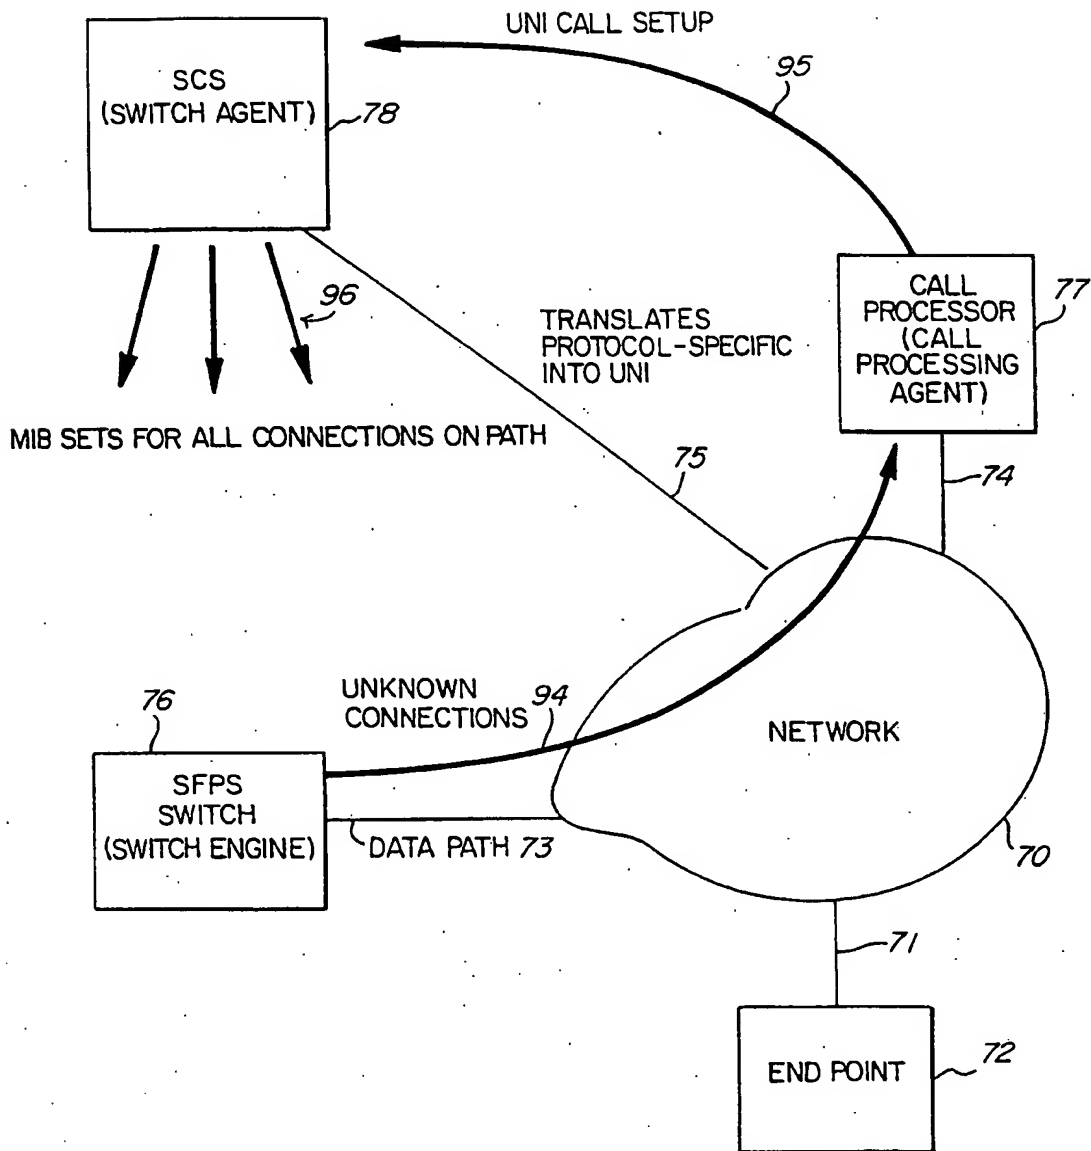 UNI CALL SETUP
95
SCS
(SWITCH AGENT)
78
96
MIB SETS FOR ALL CONNECTIONS ON PATH
TRANSLATES
PROTOCOL-SPECIFIC
INTO UNI
CALL
PROCESSOR
(CALL
PROCESSING
AGENT)
77
75
74
UNKNOWN
CONNECTIONS
94
76
SFPS
SWITCH
(SWITCH ENGINE)
DATA PATH 73
NETWORK
70
71
END POINT
72